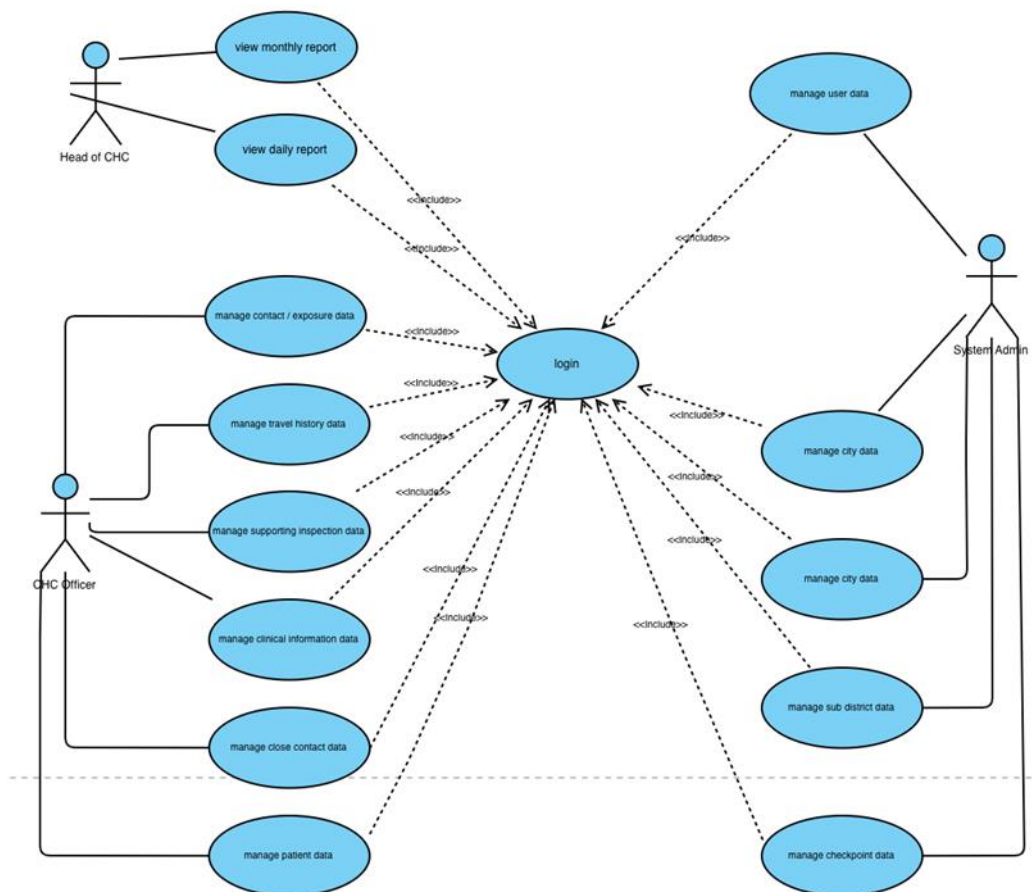 view monthly report
manage user data
view daily report
Head of CHC
<<Include>>
<<Include>>
<<Include>>
System Admin
manage contact / exposure data
<<Include>>
login
<<Include>>
<<Include>>
manage travel history data
<<Include>>
manage city data
<<Include>>
<<Include>>
manage supporting inspection data
<<Include>>
<<Include>>
manage city data
CHC Officer
<<Include>>
<<Include>>
manage clinical information data
manage sub district data
manage close contact data
manage patient data
manage checkpoint data